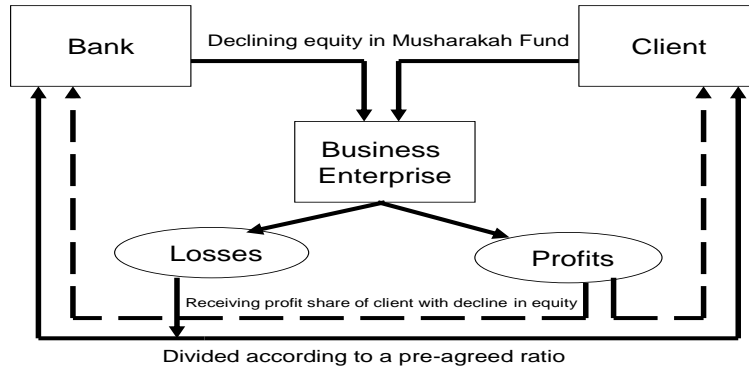 Bank
Declining equity in Musharakah Fund
Client
Business
Enterprise
Losses
Profits
Receiving profit share of client with decline in equity
Divided according to a pre-agreed ratio